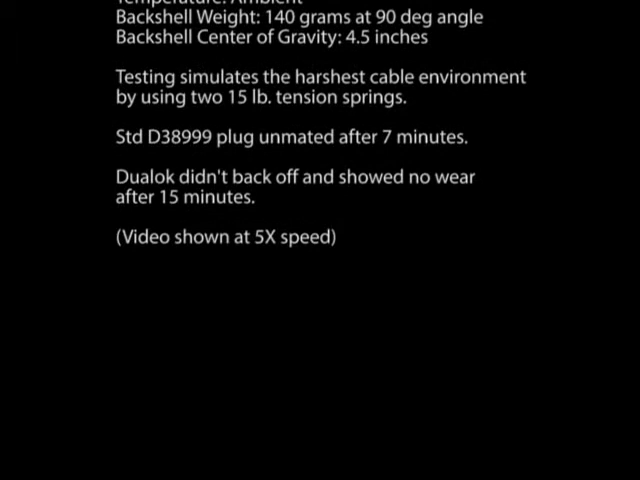 Temperature: Ambient
Backshell Weight: 140 grams at 90 deg angle
Backshell Center of Gravity: 4.5 inches
Testing simulates the harshest cable environment
by using two 15 lb. tension springs.
Std D38999 plug unmated after 7 minutes.
Dualok didn't back off and showed no wear
after 15 minutes.
(Video shown at 5X speed)